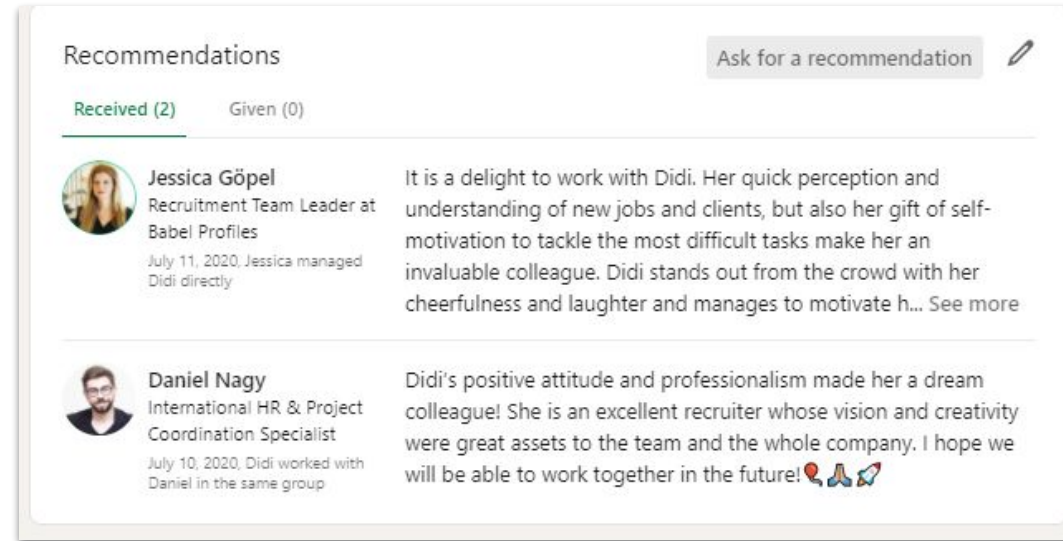 Recommendations
Ask for a recommendation
Received (2)
Given (0)
Jessica Göpel
Recruitment Team Leader at
Babel Profiles
July 11, 2020, Jessica managed
Didi directly
It is a delight to work with Didi. Her quick perception and
understanding of new jobs and clients, but also her gift of self-
motivation to tackle the most difficult tasks make her an
invaluable colleague. Didi stands out from the crowd with her
cheerfulness and laughter and manages to motivate h... See more
Daniel Nagy
International HR & Project
Coordination Specialist
July 10, 2020, Didi worked with
Daniel in the same group
Didi's positive attitude and professionalism made her a dream
colleague! She is an excellent recruiter whose vision and creativity
were great assets to the team and the whole company. I hope we
will be able to work together in the future!🎈🙏🏽🚀